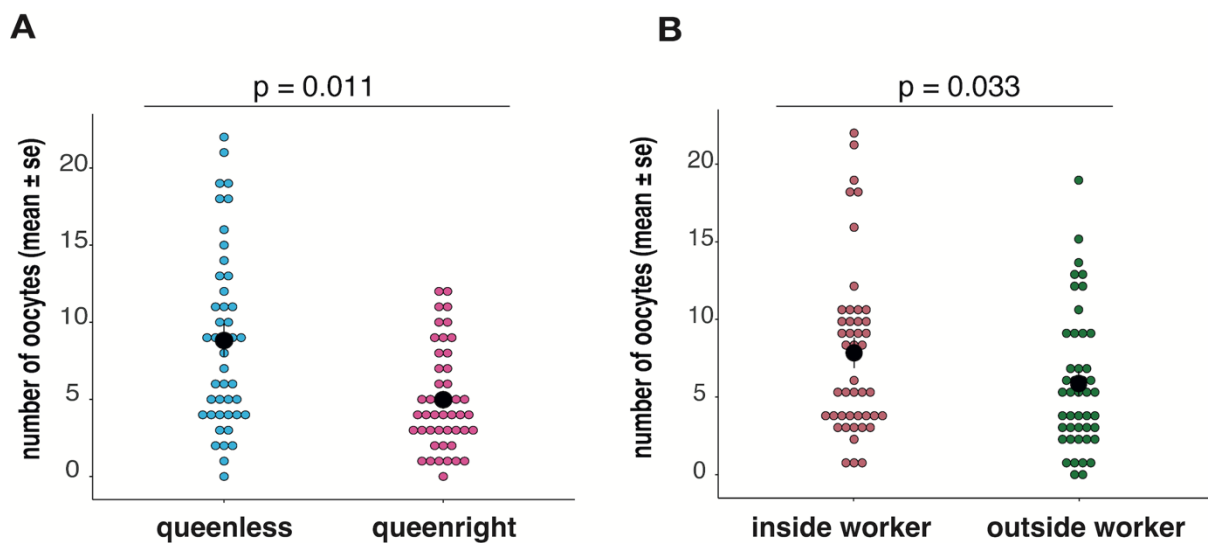 A
p = 0.011
number of oocytes (mean ± se)
20
15
10
5
0
queenless queenright
B
p = 0.033
number of oocytes (mean ± se)
20
15
10
5
0
inside worker outside worker